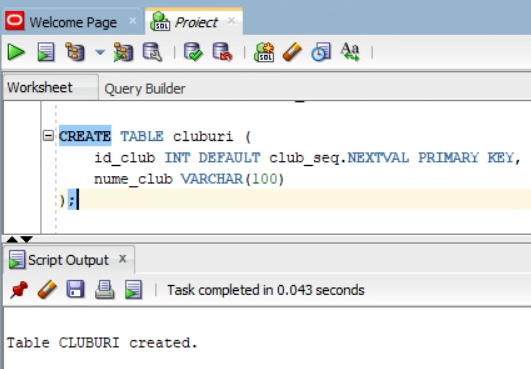 Welcome Page
Proiect
Worksheet
Query Builder
CREATE TABLE cluburi (
id_club INT DEFAULT club_seq.NEXTVAL PRIMARY KEY,
nume_club VARCHAR(100)
);
Script Output x
Task completed in 0.043 seconds
Table CLUBURI created.